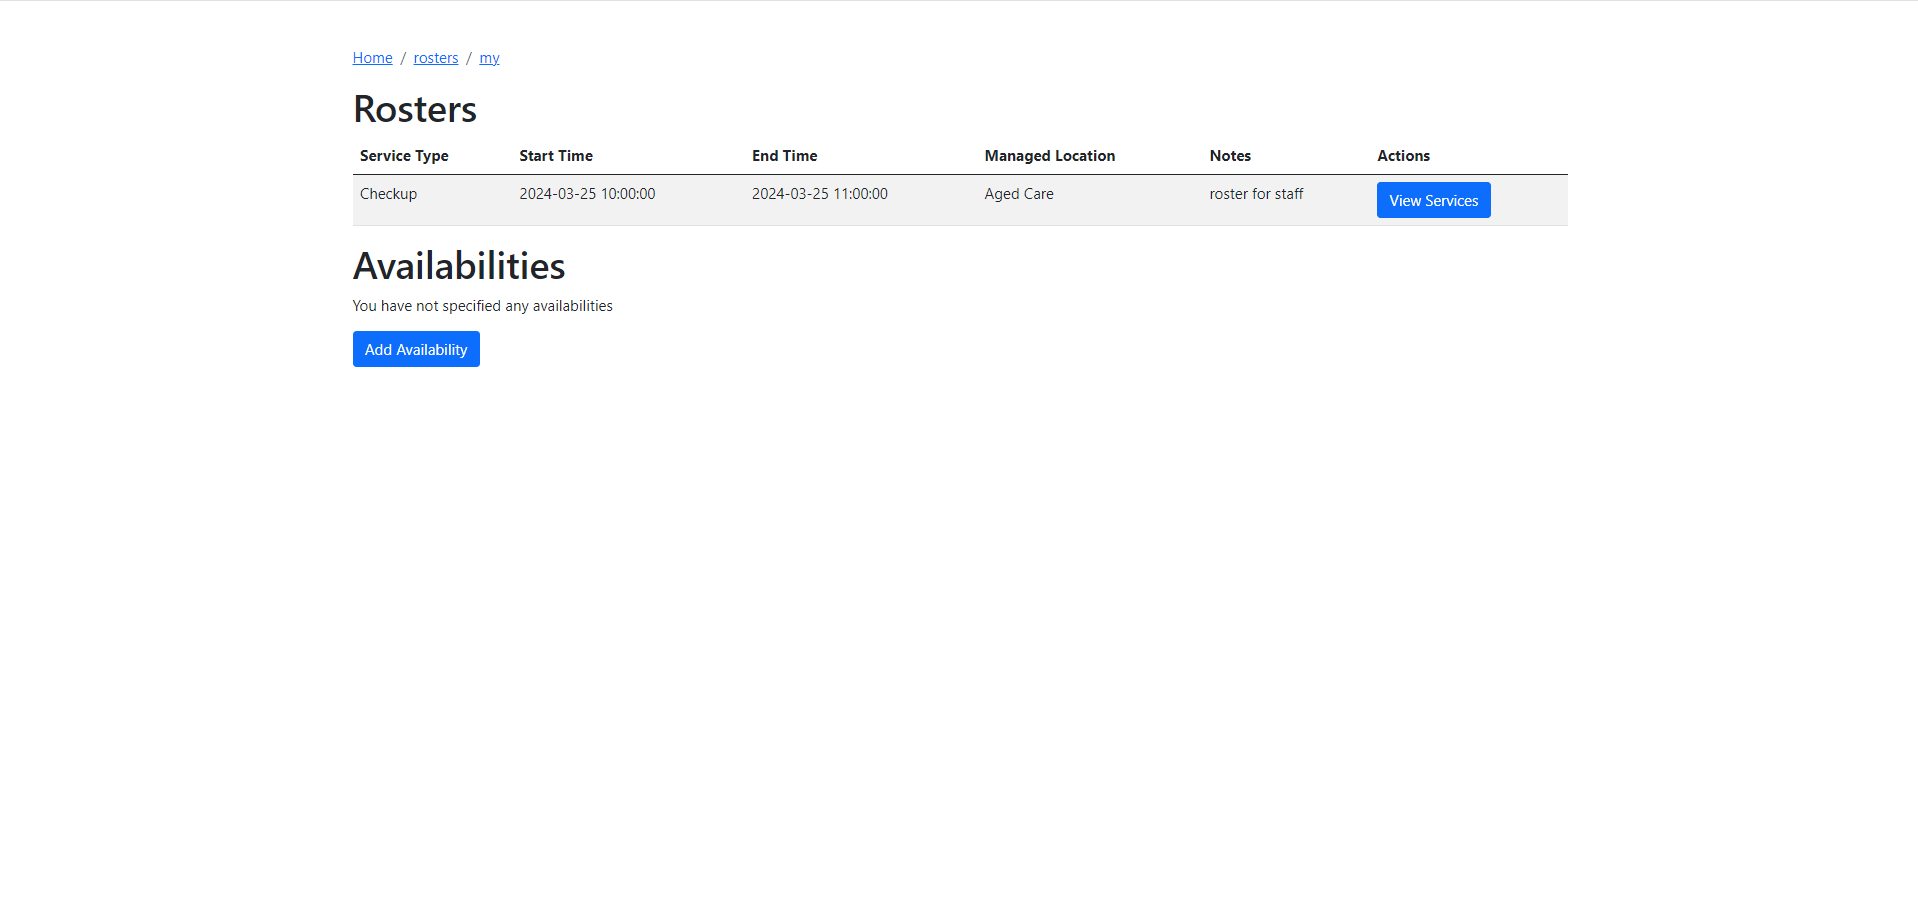 Home / rosters / my
Rosters
Service Type Start Time End Time Managed Location Notes Actions
Checkup 2024-03-25 10:00:00 2024-03-25 11:00:00 Aged Care roster for staff View Services
Availabilities
You have not specified any availabilities
Add Availability